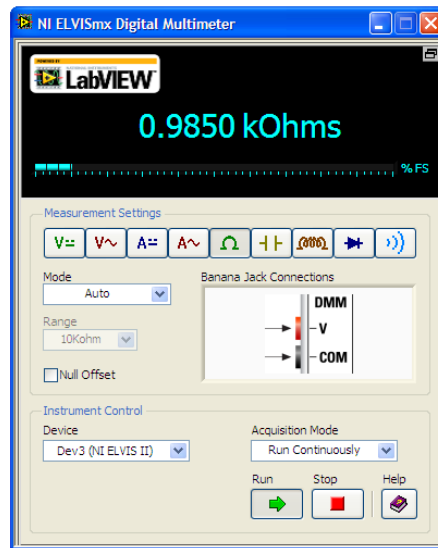 NI ELVISmx Digital Multimeter
LabVIEW
0.9850 kOhms
% FS
Measurement Settings
V V A A Ω
Mode
Banana Jack Connections
Auto
DMM
V
COM
Range
10Kohm
Null Offset
Instrument Control
Device
Acquisition Mode
Dev3 (NI ELVIS II)
Run Continuously
Run Stop Help